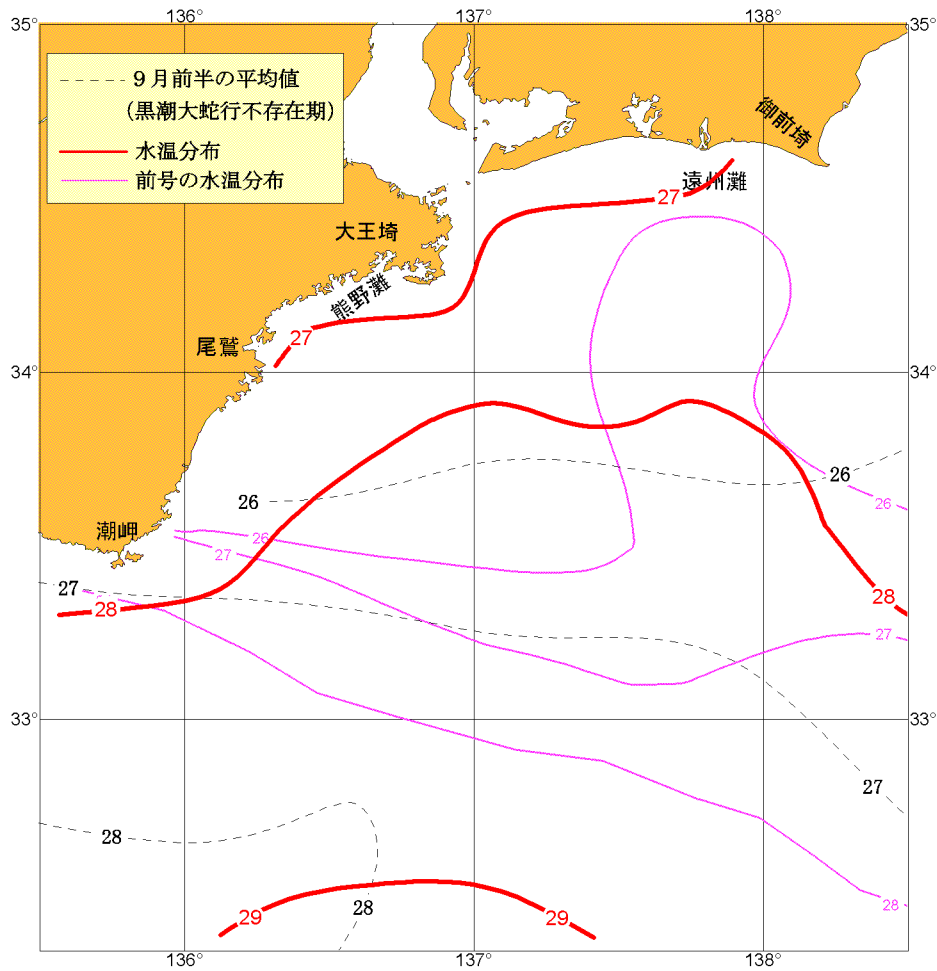 136° 137° 138°
35° 35°
９月前半の平均値
（黒潮大蛇行不存在期）
水温分布
前号の水温分布
御前埼
遠州灘
27
大王埼
熊野灘
27
尾鷲
34° 34°
26
26
26
潮岬
26
27
27
28
28
27
33° 33°
27
28
28
28
29
29
136° 137° 138°